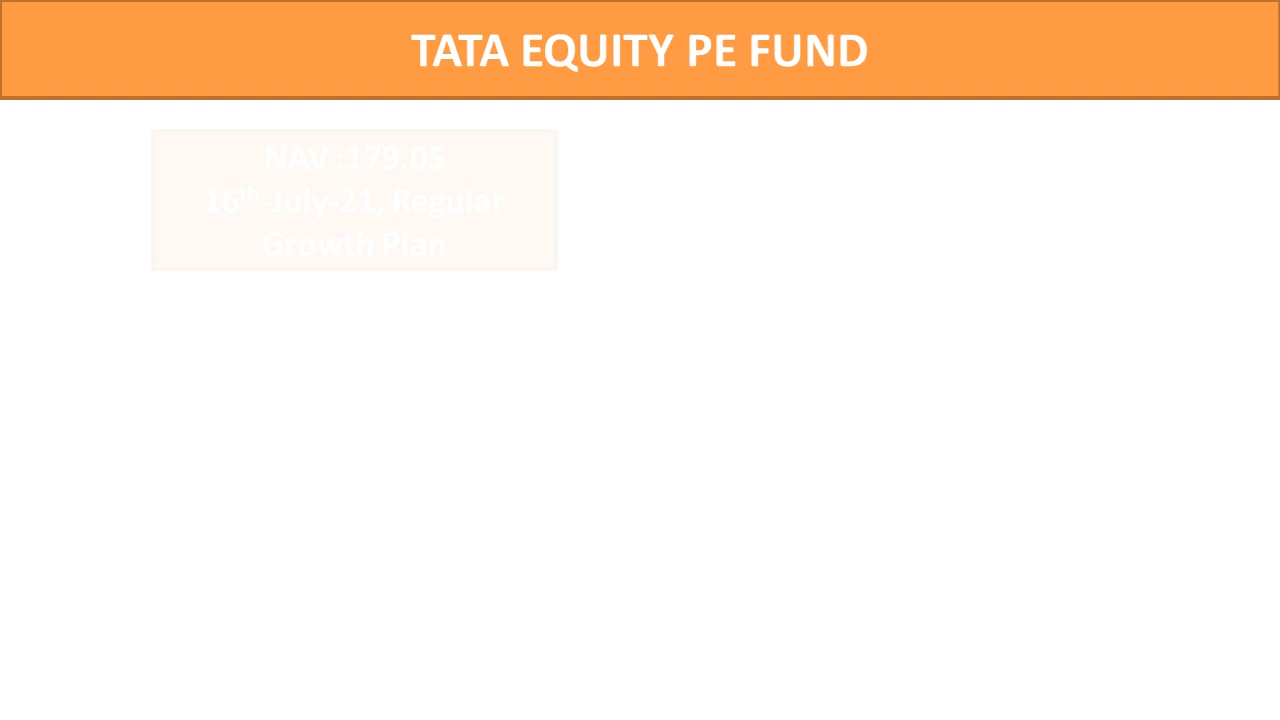 TATA EQUITY PE FUND
NAV :179.05
16th-July-21, Regular
Growth Plan